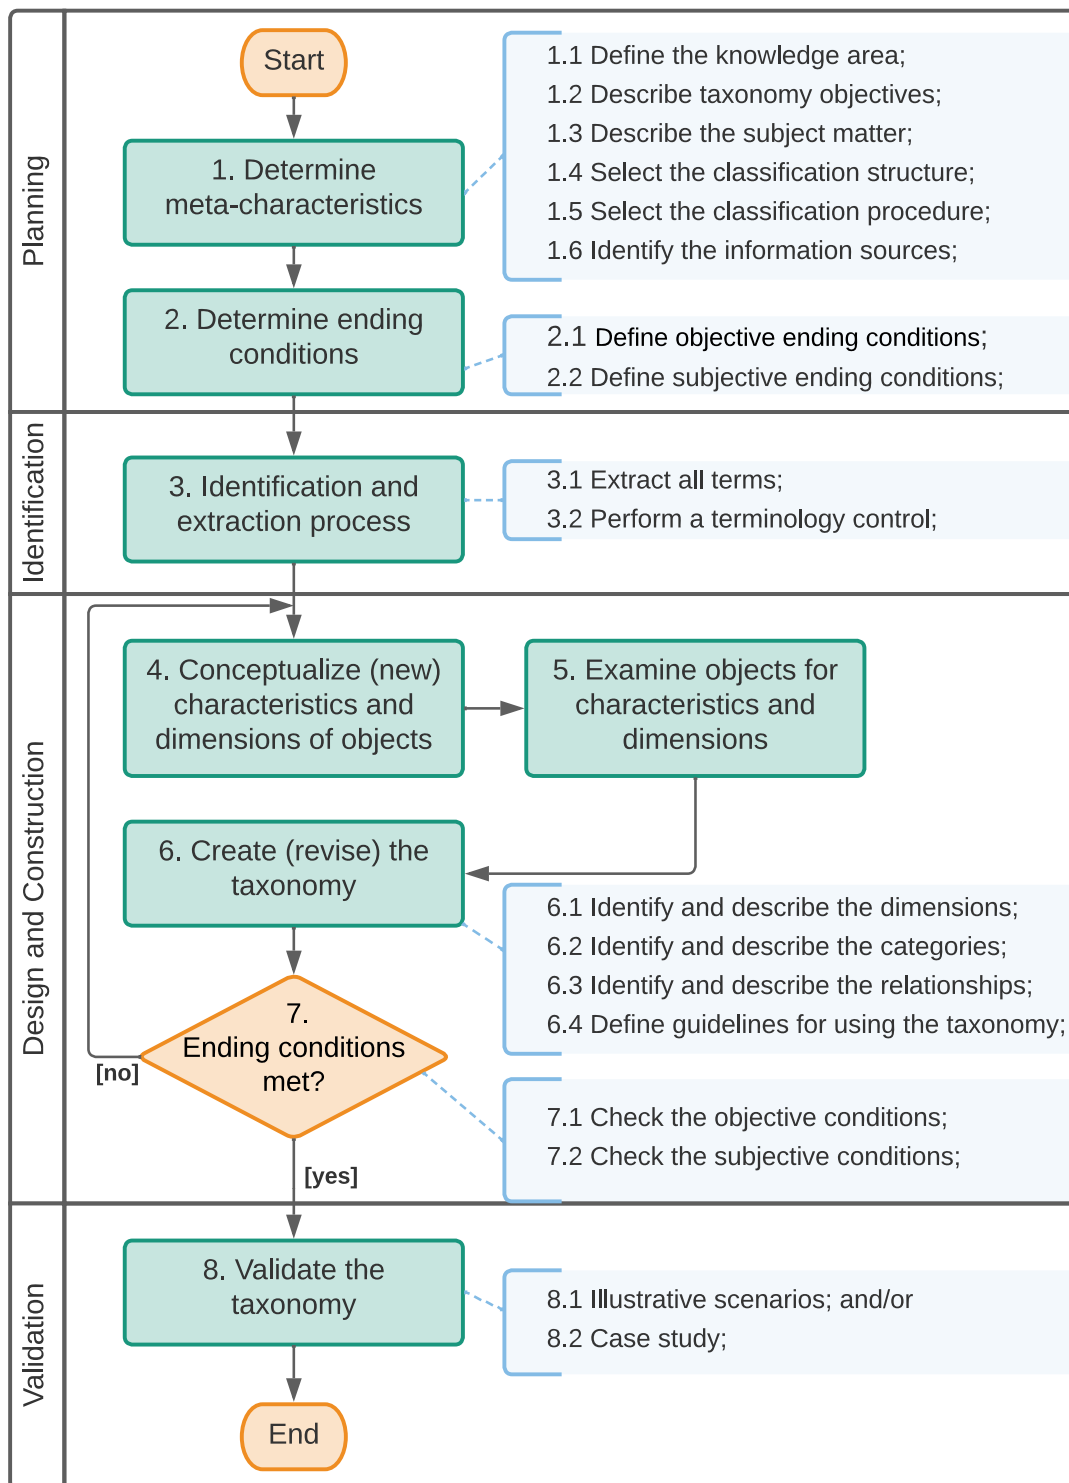 Planning
Start
1. Determine
meta-characteristics
1.1 Define the knowledge area;
1.2 Describe taxonomy objectives;
1.3 Describe the subject matter;
1.4 Select the classification structure;
1.5 Select the classification procedure;
1.6 Identify the information sources;
2. Determine ending
conditions
2.1 Define objective ending conditions;
2.2 Define subjective ending conditions;
Identification
3. Identification and
extraction process
3.1 Extract all terms;
3.2 Perform a terminology control;
Design and Construction
4. Conceptualize (new)
characteristics and
dimensions of objects
5. Examine objects for
characteristics and
dimensions
6. Create (revise) the
taxonomy
6.1 Identify and describe the dimensions;
6.2 Identify and describe the categories;
6.3 Identify and describe the relationships;
6.4 Define guidelines for using the taxonomy;
7.
Ending conditions
met?
[no]
[yes]
7.1 Check the objective conditions;
7.2 Check the subjective conditions;
Validation
8. Validate the
taxonomy
8.1 Illustrative scenarios; and/or
8.2 Case study;
End